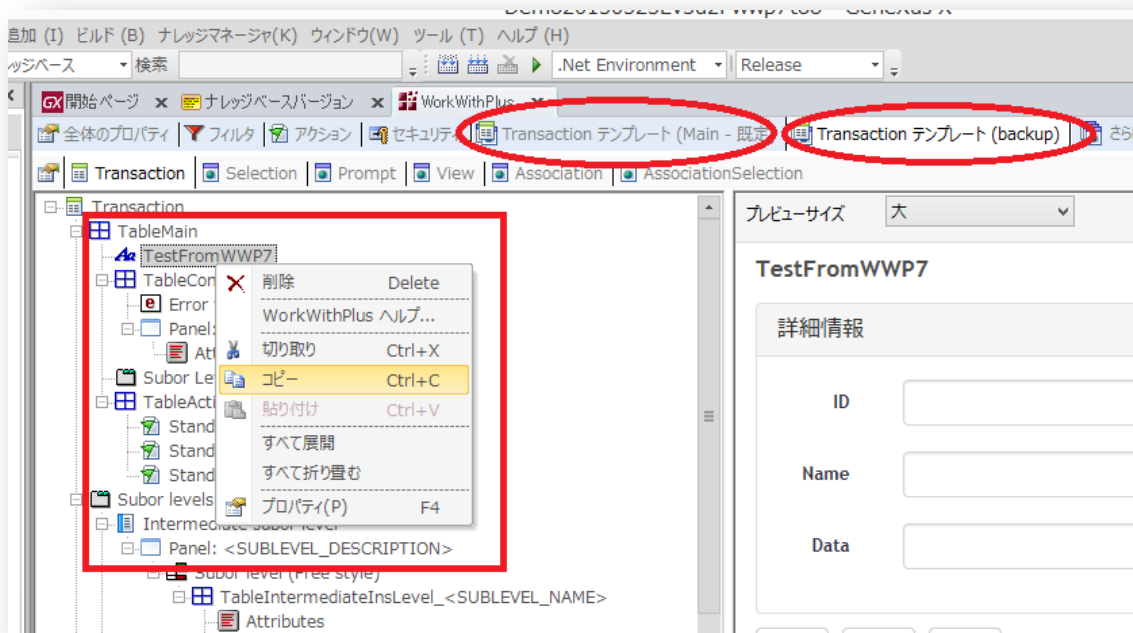 追加 (I) ビルド (B) ナレッジマネージャ(K) ウィンドウ(W) ツール (T) ヘルプ (H)
ッジベース 検索 .Net Environment Release
GX 開始ページ ナレッジベースバージョン WorkWithPlus
全体のプロパティ フィルタ アクション セキュリティ Transaction テンプレート (Main - 既定 Transaction テンプレート (backup) さら
Transaction Selection Prompt View Association AssociationSelection
Transaction
プレビューサイズ 大
TableMain
TestFromWWP7
TestFromWWP7
TableCon 削除 Delete
Error WorkWithPlus ヘルプ...
詳細情報
Panel: 切り取り Ctrl+X
Att
Subor Le コピー Ctrl+C
ID
TableActi 貼り付け Ctrl+V
Stand
Stand すべて展開
Stand すべて折り畳む
Name
Subor levels プロパティ(P) F4
Intermediate subor level
Data
Panel: <SUBLEVEL_DESCRIPTION>
Subor level (Free style)
TableIntermediateInsLevel_<SUBLEVEL_NAME>
Attributes